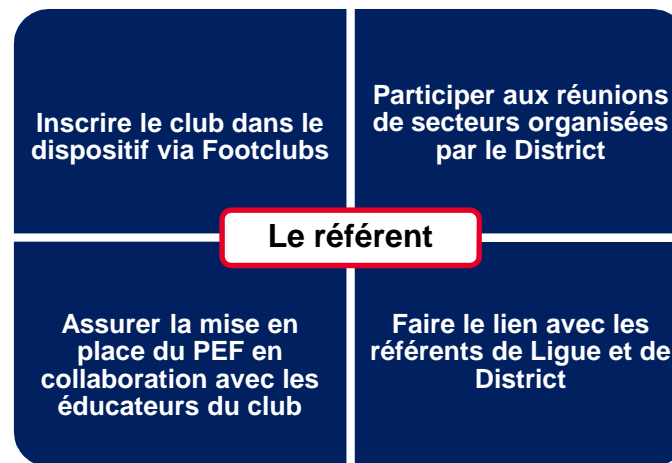 Inscrire le club dans le
dispositif via Footclubs
Participer aux réunions
de secteurs organisées
par le District
Le référent
Assurer la mise en
place du PEF en
collaboration avec les
éducateurs du club
Faire le lien avec les
référents de Ligue et de
District